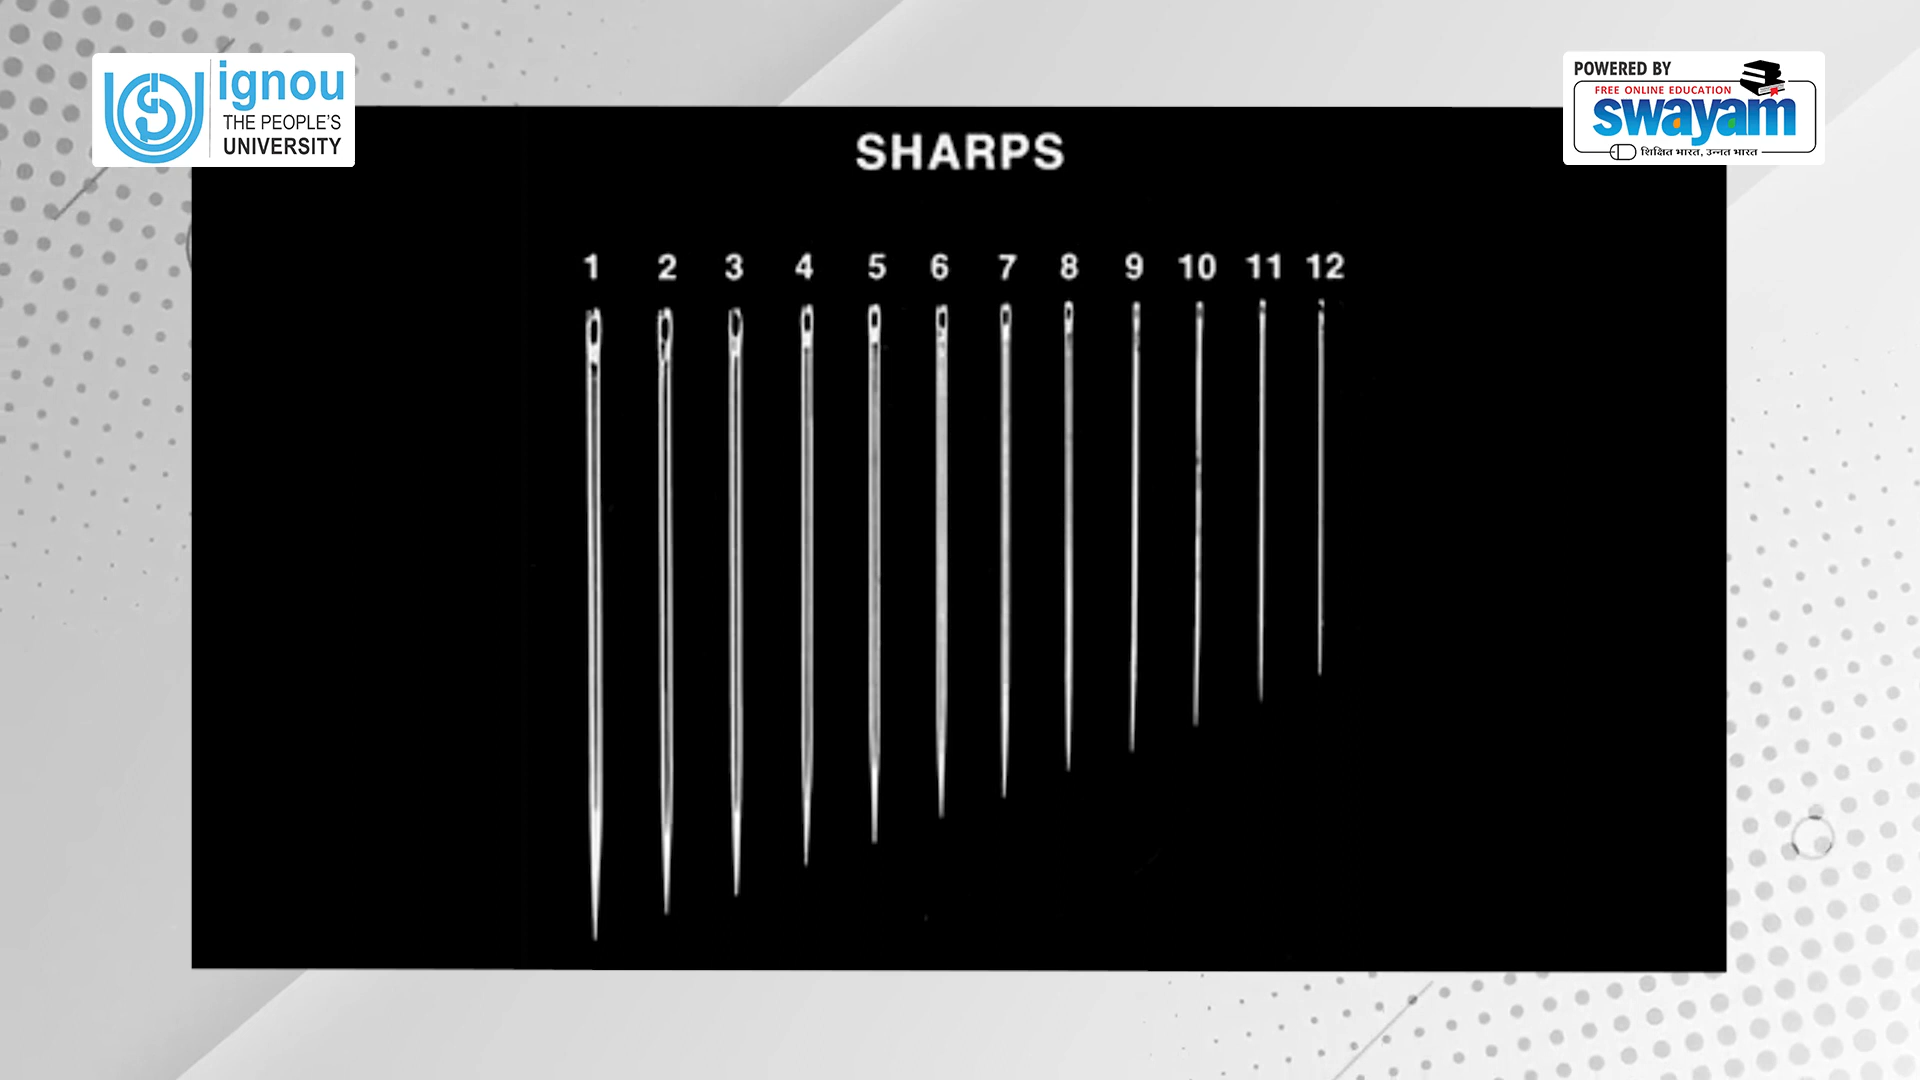 ignou
THE PEOPLE'S
UNIVERSITY
POWERED BY
FREE ONLINE EDUCATION
swayam
शिक्षित भारत, उन्नत भारत
SHARPS
1 2 3 4 5 6 7 8 9 10 11 12